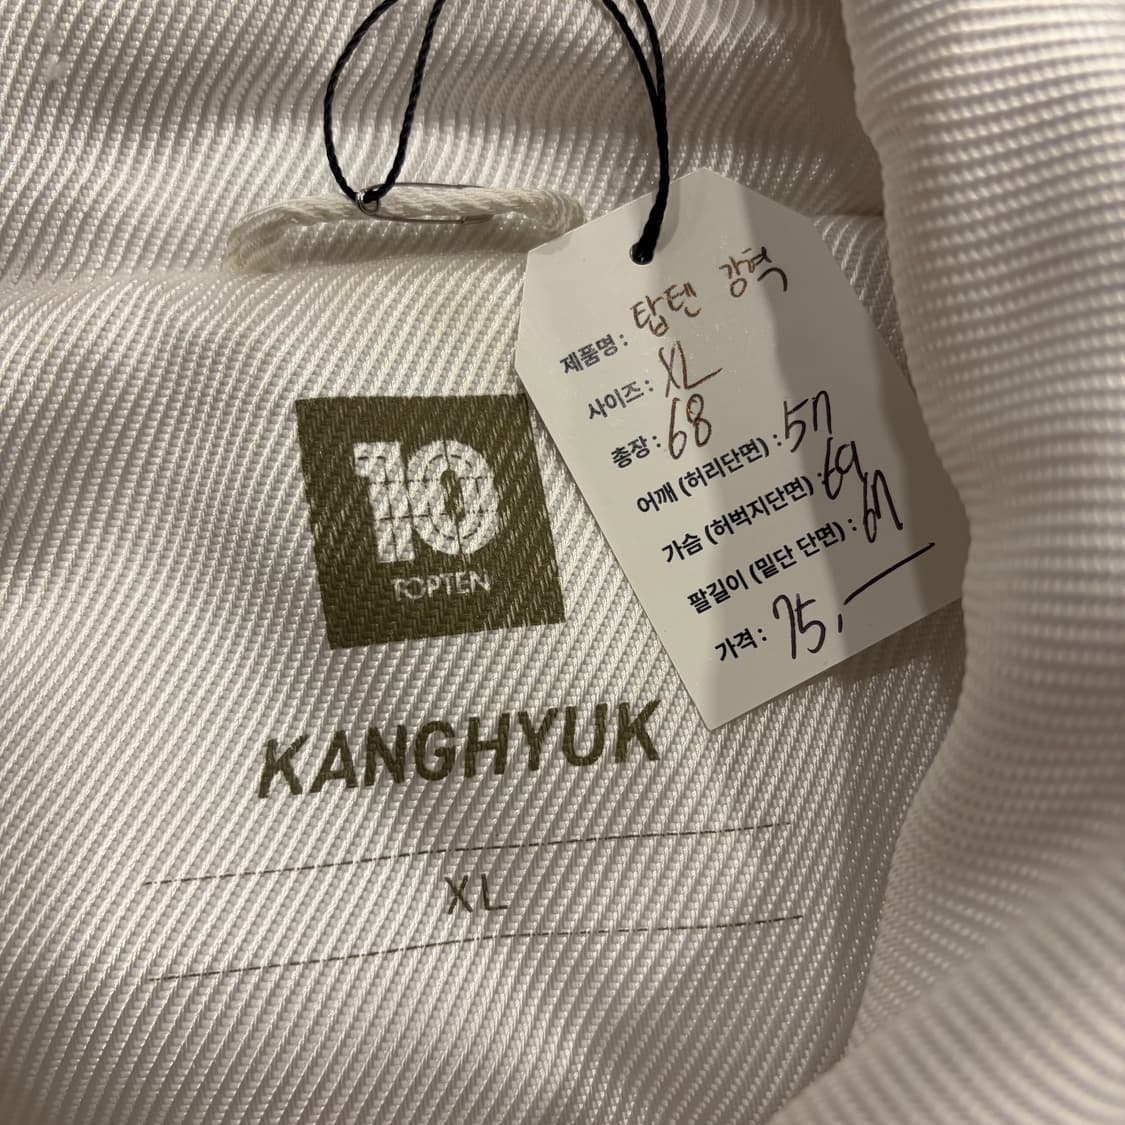 제품명 : 탑텐 강혁
사이즈 : XL
총장 : 68
어깨 (허리단면) : 57
가슴 (허벅지단면) : 69
팔길이 (밑단 단면) : 67
가격 : 75,—
10
TOPTEN
KANGHYUK
XL